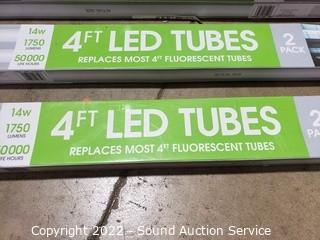 14w
1750
LUMENS
50000
LIFE HOURS
4FT LED TUBES
REPLACES MOST 4FT FLUORESCENT TUBES
2
PACK
14w
1750
LUMENS
50000
LIFE HOURS
4FT LED TUBES
REPLACES MOST 4FT FLUORESCENT TUBES
2
Copyright 2022 - Sound Auction Service